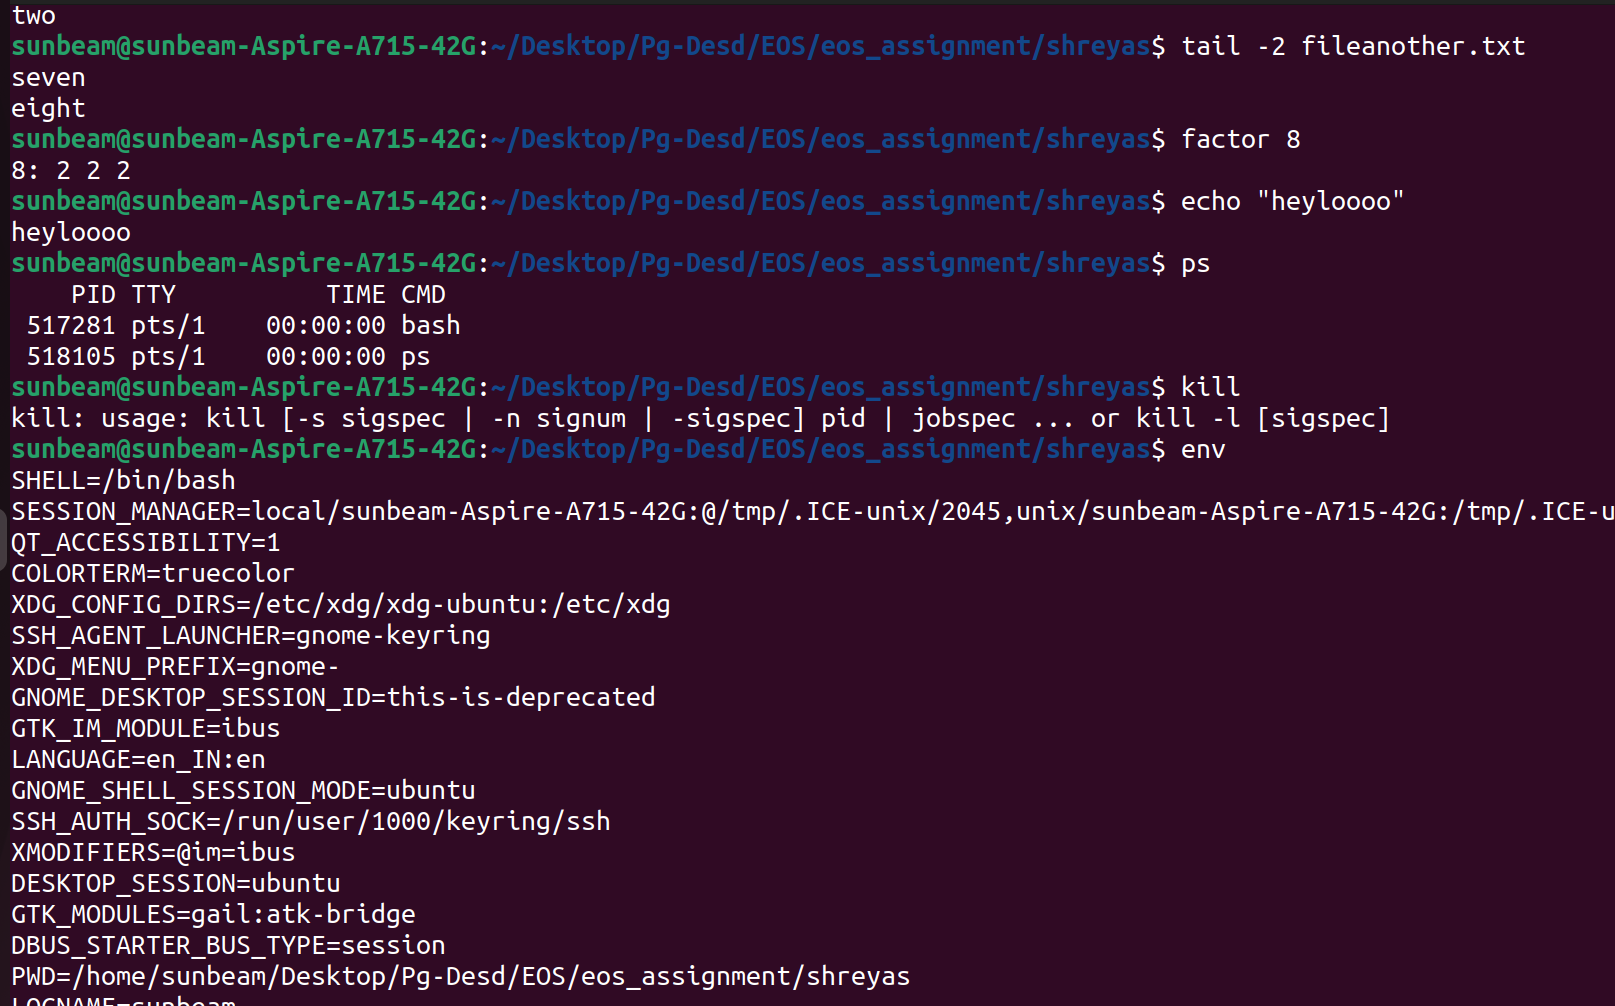 two
sunbeam@sunbeam-Aspire-A715-42G:~/Desktop/Pg-Desd/EOS/eos_assignment/shreyas$ tail -2 fileanother.txt
seven
eight
sunbeam@sunbeam-Aspire-A715-42G:~/Desktop/Pg-Desd/EOS/eos_assignment/shreyas$ factor 8
8: 2 2 2
sunbeam@sunbeam-Aspire-A715-42G:~/Desktop/Pg-Desd/EOS/eos_assignment/shreyas$ echo "heyloooo"
heyloooo
sunbeam@sunbeam-Aspire-A715-42G:~/Desktop/Pg-Desd/EOS/eos_assignment/shreyas$ ps
    PID TTY          TIME CMD
 517281 pts/1    00:00:00 bash
 518105 pts/1    00:00:00 ps
sunbeam@sunbeam-Aspire-A715-42G:~/Desktop/Pg-Desd/EOS/eos_assignment/shreyas$ kill
kill: usage: kill [-s sigspec | -n signum | -sigspec] pid | jobspec ... or kill -l [sigspec]
sunbeam@sunbeam-Aspire-A715-42G:~/Desktop/Pg-Desd/EOS/eos_assignment/shreyas$ env
SHELL=/bin/bash
SESSION_MANAGER=local/sunbeam-Aspire-A715-42G:@/tmp/.ICE-unix/2045,unix/sunbeam-Aspire-A715-42G:/tmp/.ICE-u
QT_ACCESSIBILITY=1
COLORTERM=truecolor
XDG_CONFIG_DIRS=/etc/xdg/xdg-ubuntu:/etc/xdg
SSH_AGENT_LAUNCHER=gnome-keyring
XDG_MENU_PREFIX=gnome-
GNOME_DESKTOP_SESSION_ID=this-is-deprecated
GTK_IM_MODULE=ibus
LANGUAGE=en_IN:en
GNOME_SHELL_SESSION_MODE=ubuntu
SSH_AUTH_SOCK=/run/user/1000/keyring/ssh
XMODIFIERS=@im=ibus
DESKTOP_SESSION=ubuntu
GTK_MODULES=gail:atk-bridge
DBUS_STARTER_BUS_TYPE=session
PWD=/home/sunbeam/Desktop/Pg-Desd/EOS/eos_assignment/shreyas
LOGNAME=sunbeam